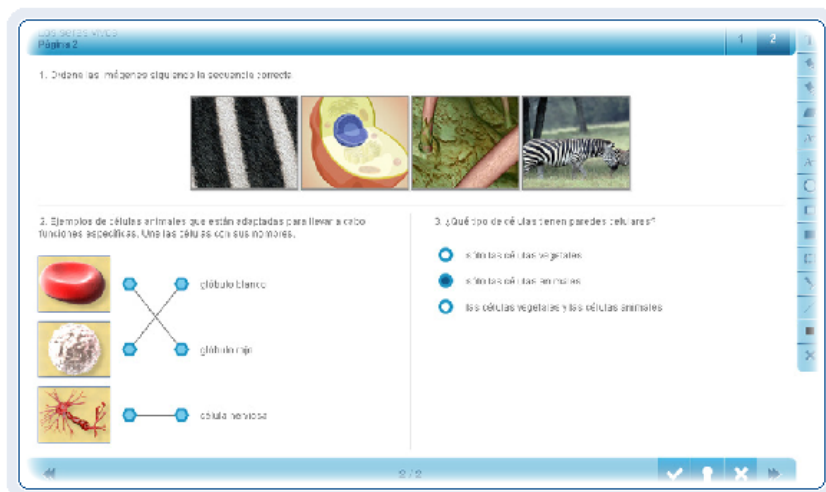 Los seres vivos
Página 2
1 2
1. Ordena las imágenes siguiendo la secuencia correcta.
2. Ejemplos de células animales que están adaptadas para llevar a cabo
funciones específicas. Une las células con sus nombres.
glóbulo blanco
glóbulo rojo
célula nerviosa
3. ¿Qué tipo de células tienen paredes celulares?
sólo las células vegetales
sólo las células animales
las células vegetales y las células animales
2 / 2